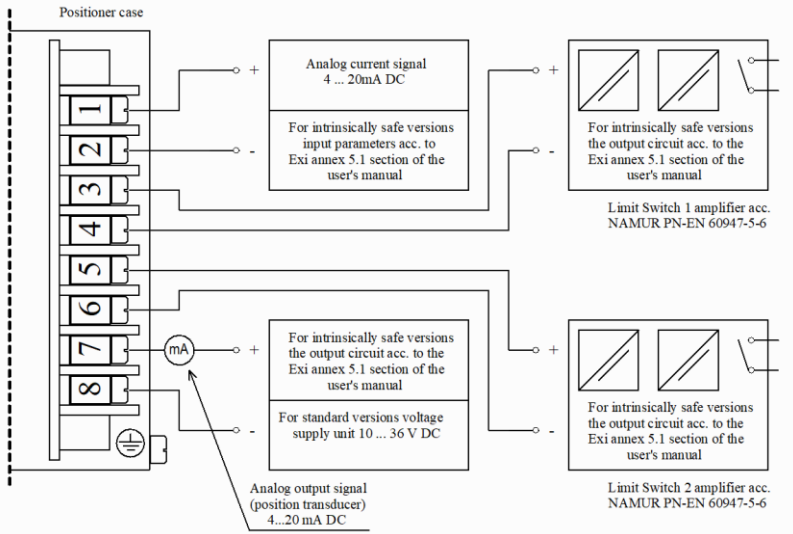 Positioner case
1
2
3
4
5
6
7
8
+
-
Analog current signal
4 ... 20mA DC
For intrinsically safe versions
input parameters acc. to
Exi annex 5.1 section of the
user's manual
+
-
For intrinsically safe versions
the output circuit acc. to the
Exi annex 5.1 section of the
user's manual
Limit Switch 1 amplifier acc.
NAMUR PN-EN 60947-5-6
mA
+
-
For intrinsically safe versions
the output circuit acc. to the
Exi annex 5.1 section of the
user's manual
For standard versions voltage
supply unit 10 ... 36 V DC
+
-
For intrinsically safe versions
the output circuit acc. to the
Exi annex 5.1 section of the
user's manual
Analog output signal
(position transducer)
4...20 mA DC
Limit Switch 2 amplifier acc.
NAMUR PN-EN 60947-5-6